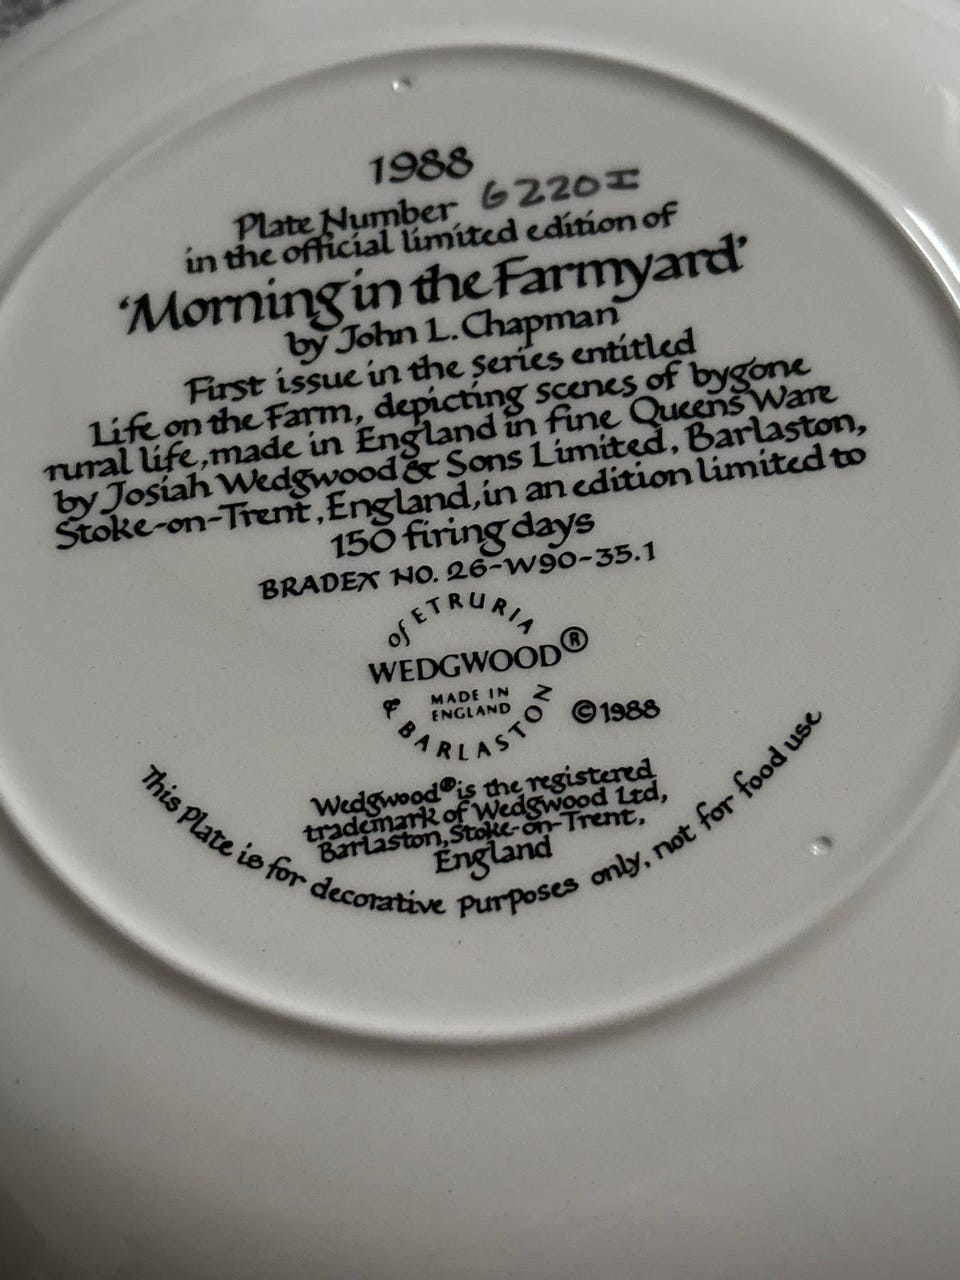 1988
Plate Number 6220I
in the official limited edition of
'Morning in the Farmyard'
by John L. Chapman
First issue in the series entitled
Life on the Farm, depicting scenes of bygone
rural life, made in England in fine Queens Ware
by Josiah Wedgwood & Sons Limited, Barlaston,
Stoke-on-Trent, England, in an edition limited to
150 firing days
BRADEX NO. 26-W90-35.1
of ETRURIA
WEDGWOOD®
MADE IN
ENGLAND
& BARLASTON
©1988
Wedgwood® is the registered
trademark of Wedgwood Ltd,
Barlaston, Stoke-on-Trent,
England
This Plate is for decorative Purposes only, not for food use